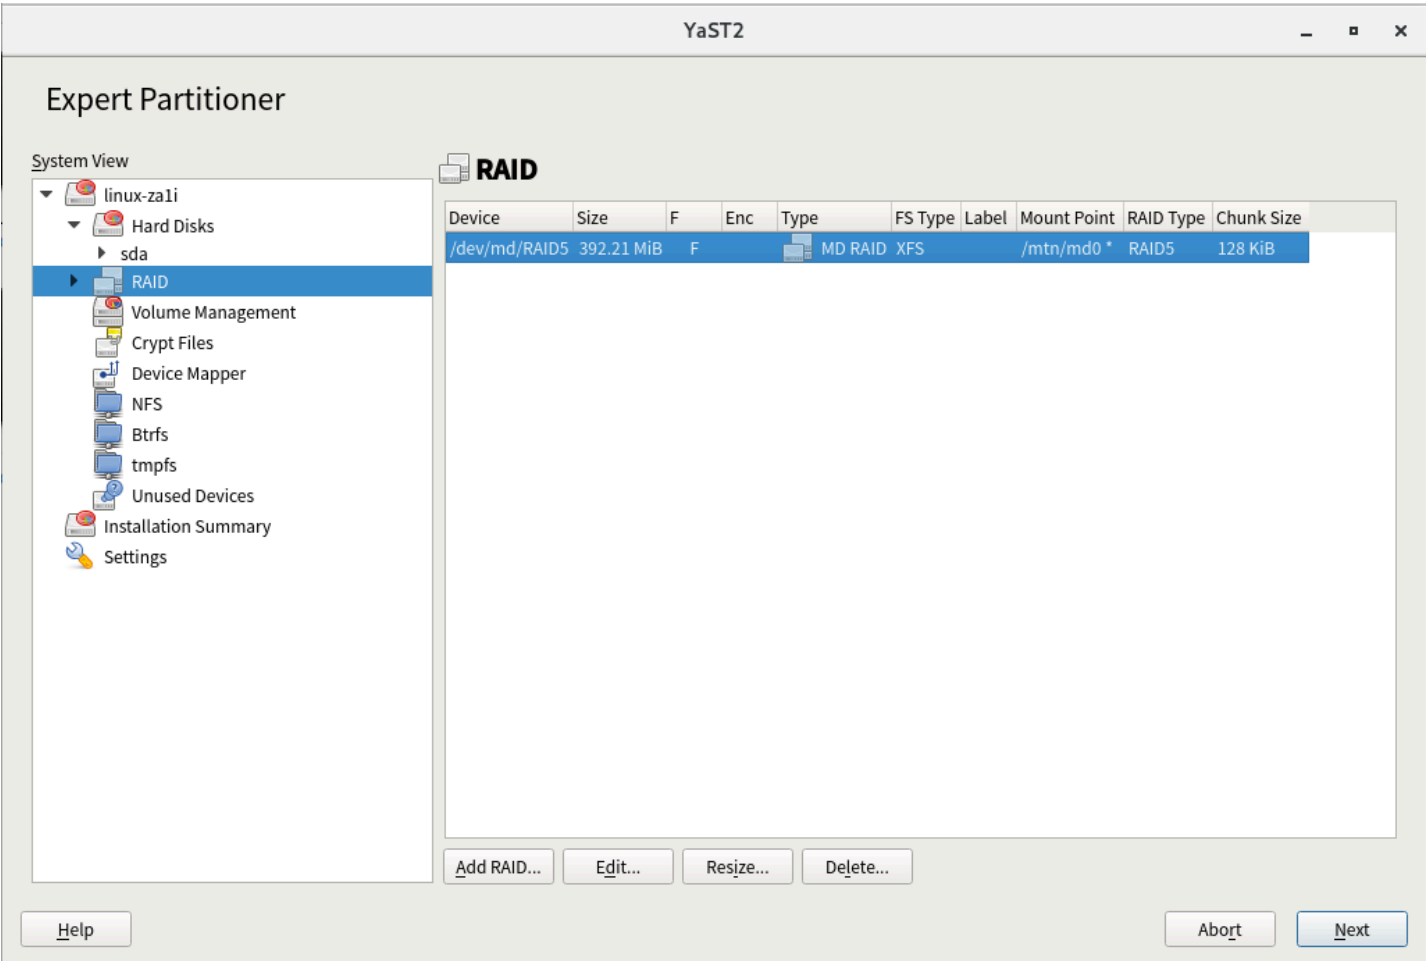 YaST2
Expert Partitioner
System View
linux-za1i
Hard Disks
sda
RAID
Volume Management
Crypt Files
Device Mapper
NFS
Btrfs
tmpfs
Unused Devices
Installation Summary
Settings
RAID
Device Size F Enc Type FS Type Label Mount Point RAID Type Chunk Size
/dev/md/RAID5 392.21 MiB F MD RAID XFS /mtn/md0 * RAID5 128 KiB
Add RAID... Edit... Resize... Delete...
Help Abort Next